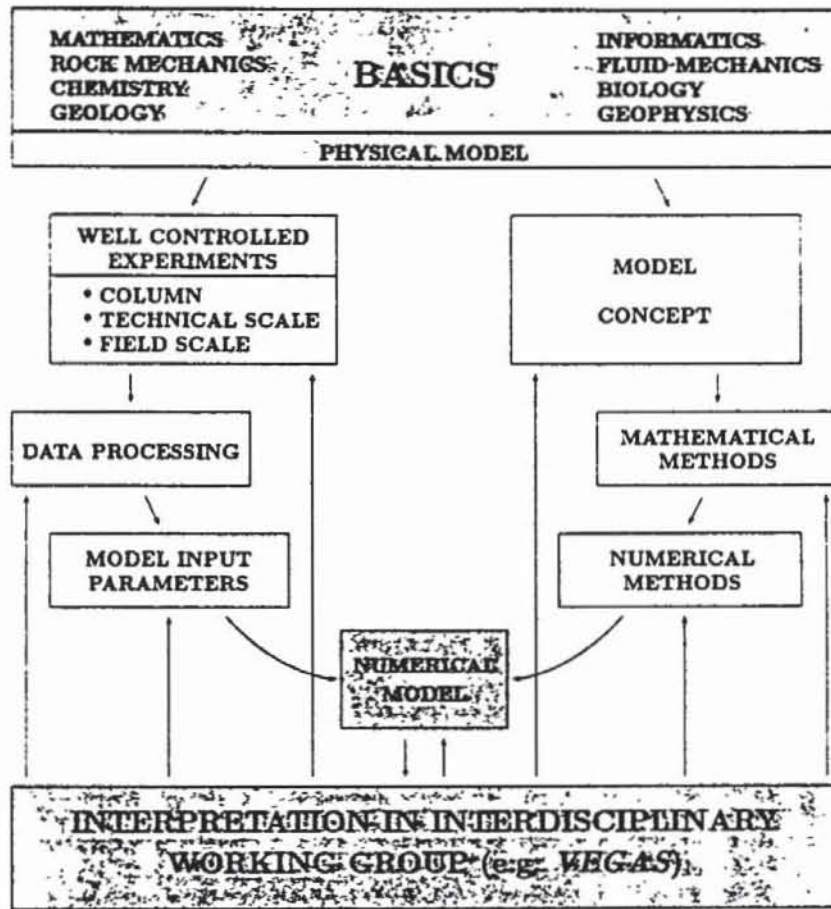 MATHEMATICS
ROCK MECHANICS
CHEMISTRY
GEOLOGY
BASICS
INFORMATICS
FLUID-MECHANICS
BIOLOGY
GEOPHYSICS
PHYSICAL MODEL
WELL CONTROLLED
EXPERIMENTS
• COLUMN
• TECHNICAL SCALE
• FIELD SCALE
MODEL
CONCEPT
DATA PROCESSING
MATHEMATICAL
METHODS
MODEL INPUT
PARAMETERS
NUMERICAL
METHODS
NUMERICAL
MODEL
INTERPRETATION IN INTERDISCIPLINARY
WORKING GROUP (e.g. VEGAS)